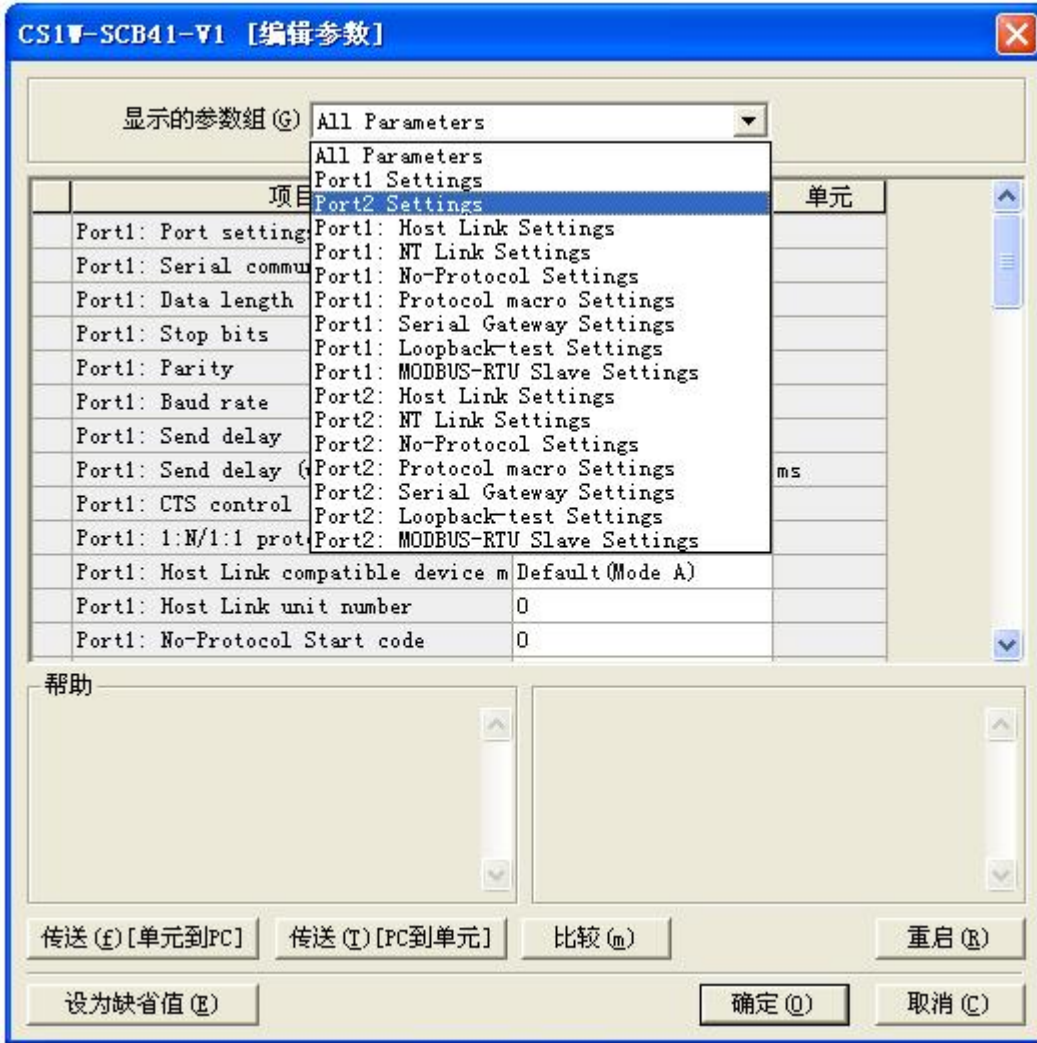 CS1W-SCB41-V1 [编辑参数]
显示的参数组(G) All Parameters
All Parameters
Port1 Settings
Port2 Settings
Port1: Host Link Settings
Port1: NT Link Settings
Port1: No-Protocol Settings
Port1: Protocol macro Settings
Port1: Serial Gateway Settings
Port1: Loopback-test Settings
Port1: MODBUS-RTU Slave Settings
Port2: Host Link Settings
Port2: NT Link Settings
Port2: No-Protocol Settings
Port2: Protocol macro Settings
Port2: Serial Gateway Settings
Port2: Loopback-test Settings
Port2: MODBUS-RTU Slave Settings
项目 单元
Port1: Port setting
Port1: Serial commu
Port1: Data length
Port1: Stop bits
Port1: Parity
Port1: Baud rate
Port1: Send delay
Port1: Send delay ( ms
Port1: CTS control
Port1: 1:N/1:1 prot
Port1: Host Link compatible device m Default(Mode A)
Port1: Host Link unit number 0
Port1: No-Protocol Start code 0
帮助
传送(f)[单元到PC] 传送(T)[PC到单元] 比较(m) 重启(R)
设为缺省值(E) 确定(O) 取消(C)